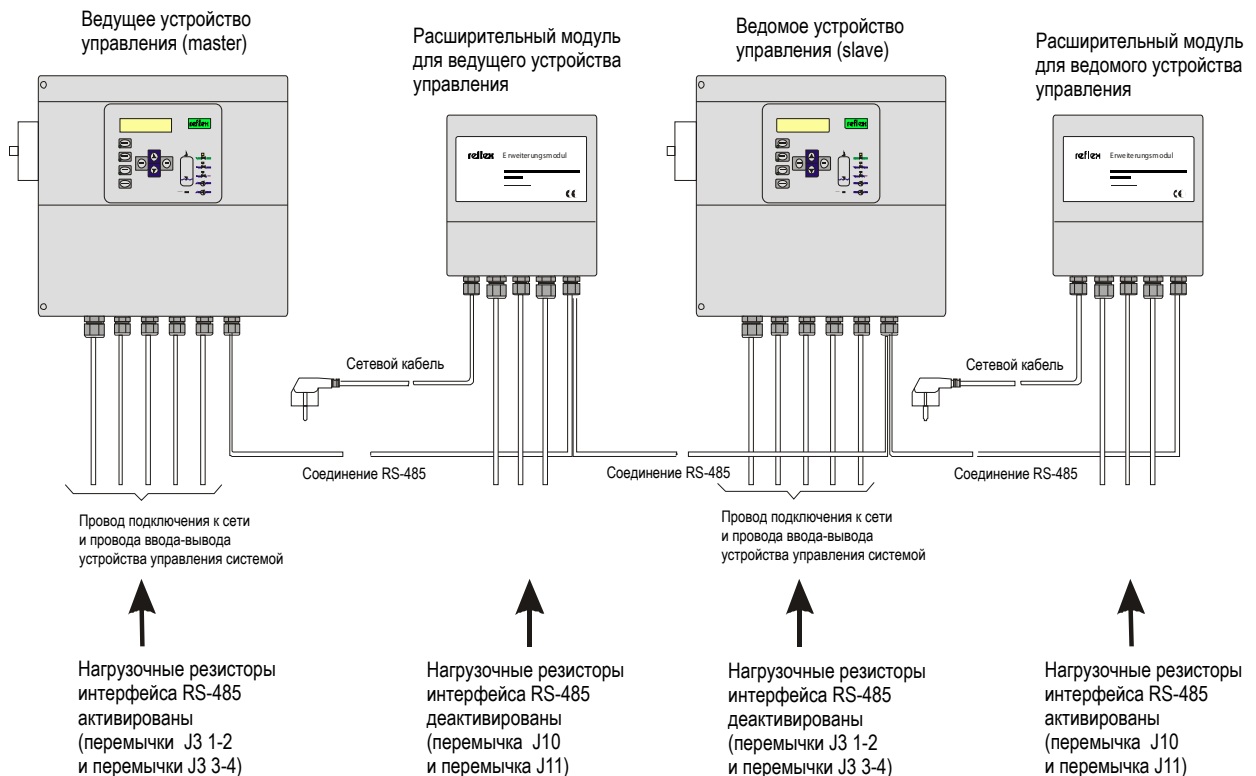 Ведущее устройство
управления (master)
Расширительный модуль
для ведущего устройства
управления
Ведомое устройство
управления (slave)
Расширительный модуль
для ведомого устройства
управления
reflex
reflex
reflex Erweiterungsmodul
reflex Erweiterungsmodul
CE
CE
Сетевой кабель
Сетевой кабель
Соединение RS-485
Соединение RS-485
Соединение RS-485
Провод подключения к сети
и провода ввода-вывода
устройства управления системой
Провод подключения к сети
и провода ввода-вывода
устройства управления системой
Нагрузочные резисторы
интерфейса RS-485
активированы
(перемычки J3 1-2
и перемычки J3 3-4)
Нагрузочные резисторы
интерфейса RS-485
деактивированы
(перемычка J10
и перемычка J11)
Нагрузочные резисторы
интерфейса RS-485
деактивированы
(перемычки J3 1-2
и перемычки J3 3-4)
Нагрузочные резисторы
интерфейса RS-485
активированы
(перемычка J10
и перемычка J11)